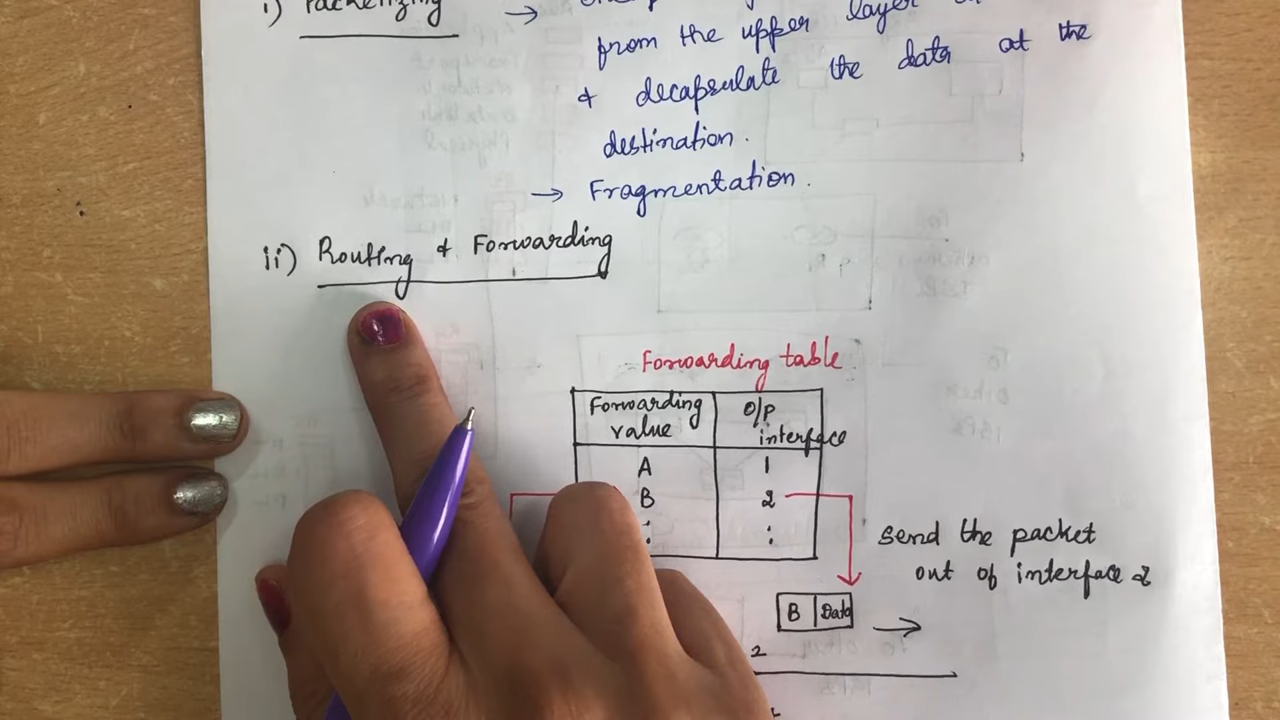 i) Packetizing →
from the upper layer
& decapsulate the data at the
destination.
→ Fragmentation.
ii) Routing & Forwarding
Forwarding table
Forwarding value O/P interface
A 1
B 2
: :
send the packet
out of interface 2
B Data →
2